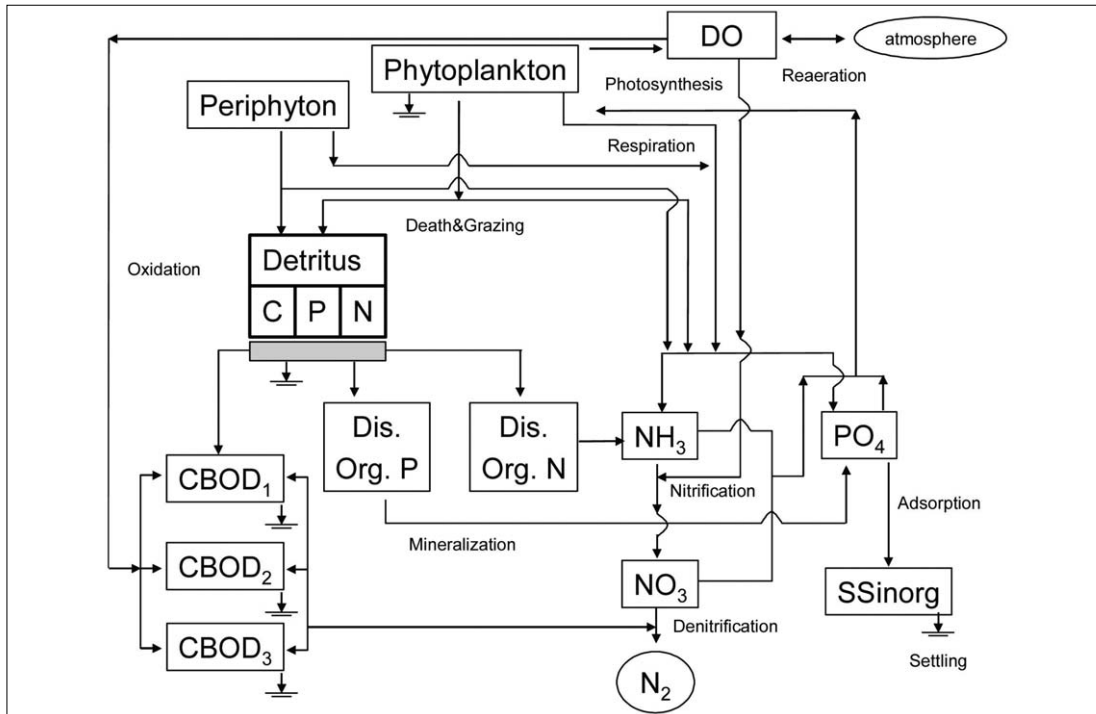 DO
atmosphere
Phytoplankton
Photosynthesis
Reaeration
Periphyton
Respiration
Death&Grazing
Detritus
Oxidation
C P N
Dis.
Org. P
Dis.
Org. N
NH₃
PO₄
CBOD₁
Nitrification
Adsorption
Mineralization
CBOD₂
NO₃
SSinorg
Denitrification
CBOD₃
Settling
N₂